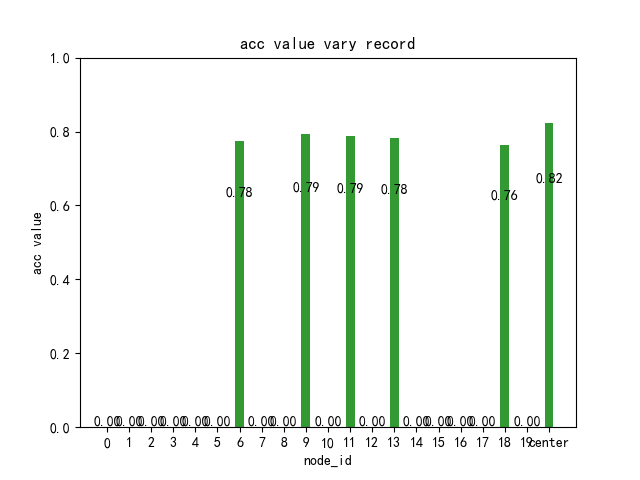 acc value vary record
1.0
0.8
0.6
0.4
0.2
0.0
acc value
0.00 0.00 0.00 0.00 0.00 0.00 0.78 0.00 0.00 0.79 0.00 0.79 0.00 0.78 0.00 0.00 0.00 0.00 0.76 0.00 0.82
0 1 2 3 4 5 6 7 8 9 10 11 12 13 14 15 16 17 18 19 center
node_id